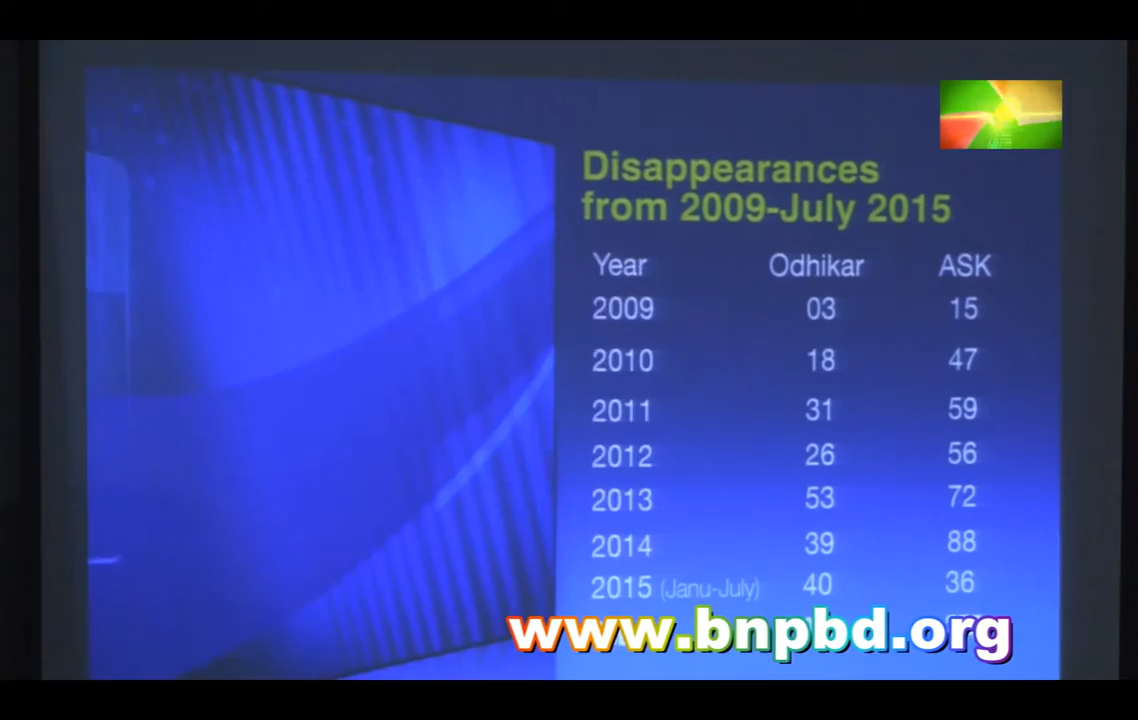 Disappearances
from 2009-July 2015
Year Odhikar ASK
2009 03 15
2010 18 47
2011 31 59
2012 26 56
2013 53 72
2014 39 88
2015 (Janu-July) 40 36
www.bnpbd.org